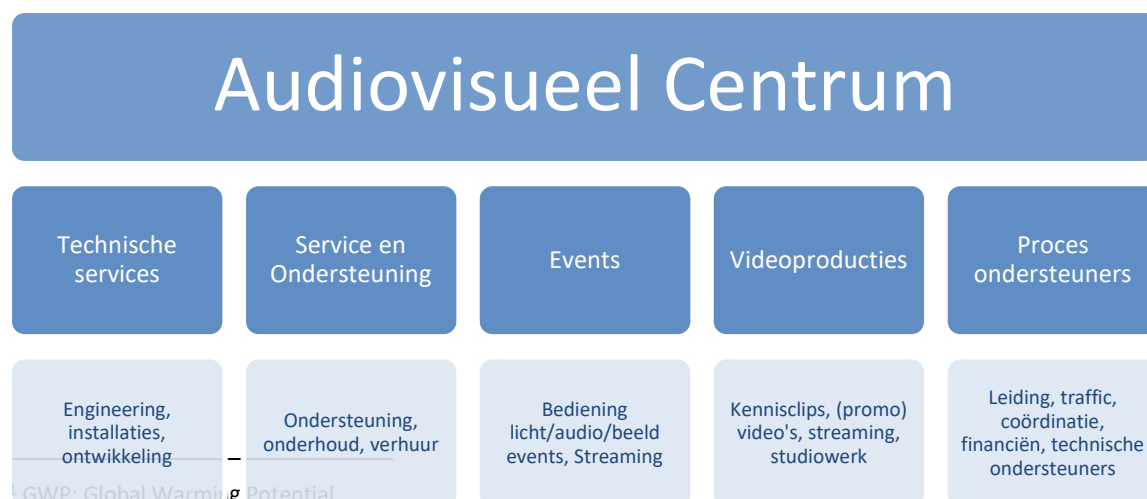 Audiovisueel Centrum
Technische
services
Service en
Ondersteuning
Events
Videoproducties
Proces
ondersteuners
Engineering,
installaties,
ontwikkeling
Ondersteuning,
onderhoud, verhuur
Bediening
licht/audio/beeld
events, Streaming
Kennisclips, (promo)
video's, streaming,
studiowerk
Leiding, traffic,
coördinatie,
financiën, technische
ondersteuners
–
1 GWP: Global Warming Potential